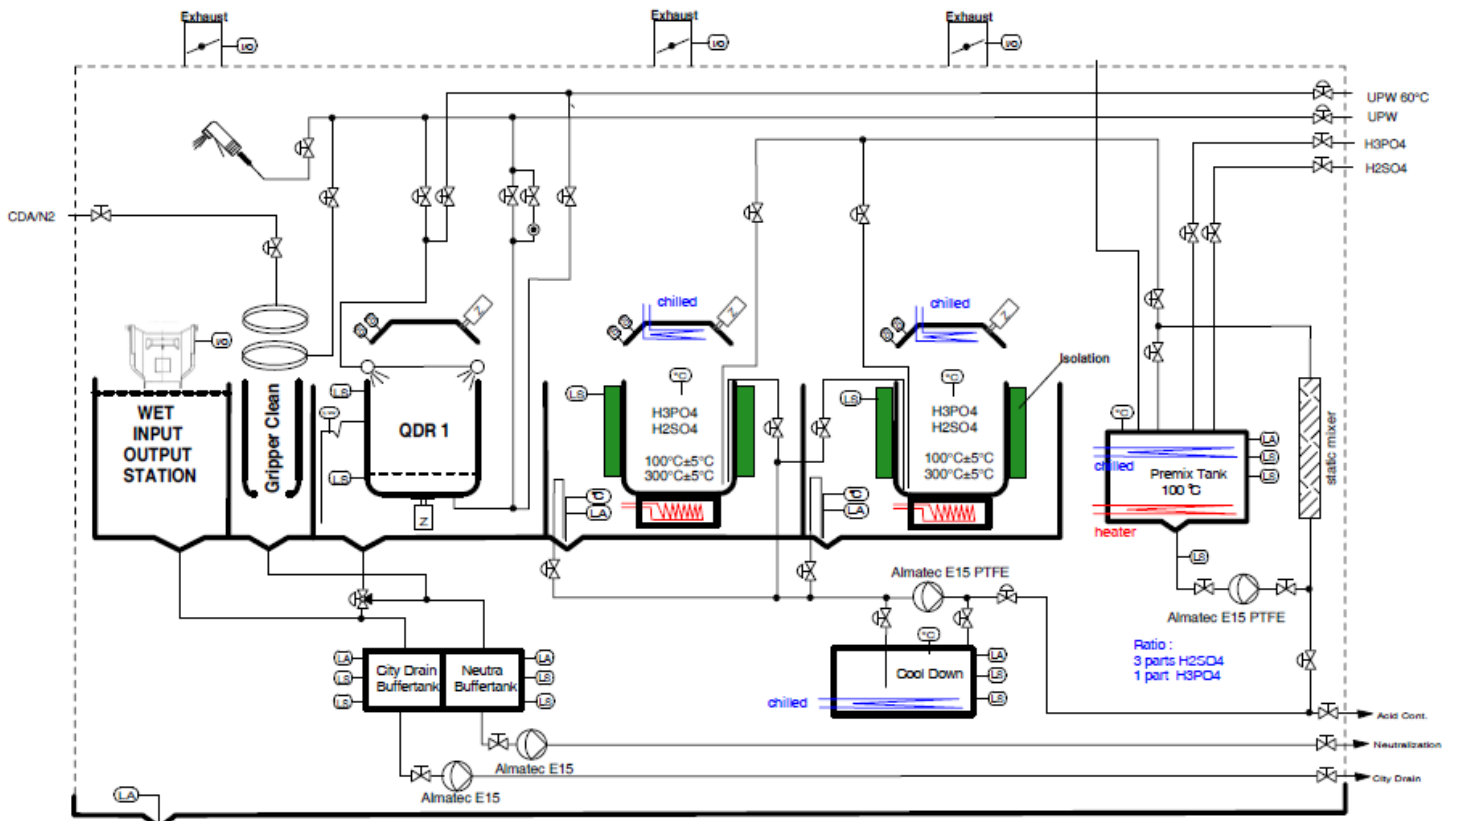 Exhaust
I/O
Exhaust
I/O
Exhaust
I/O
UPW 60°C
UPW
H3PO4
H2SO4
CDA/N2
I/O
Z
chilled
Z
chilled
Z
Isolation
WET
INPUT
OUTPUT
STATION
Gripper Clean
LS
QDR 1
LS
Z
LS
°C
H3PO4
H2SO4
100°C±5°C
300°C±5°C
°C
LA
LS
°C
H3PO4
H2SO4
100°C±5°C
300°C±5°C
°C
LA
°C
chilled
Premix Tank
100 °C
heater
LA
LS
LS
LS
static mixer
Almatec E15 PTFE
Almatec E15 PTFE
Ratio :
3 parts H2SO4
1 part H3PO4
LA
LS
LS
City Drain
Buffertank
Neutra
Buffertank
LA
LS
LS
°C
Cool Down
chilled
LA
LS
LS
Acid Cont.
Neutralization
City Drain
Almatec E15
Almatec E15
LA